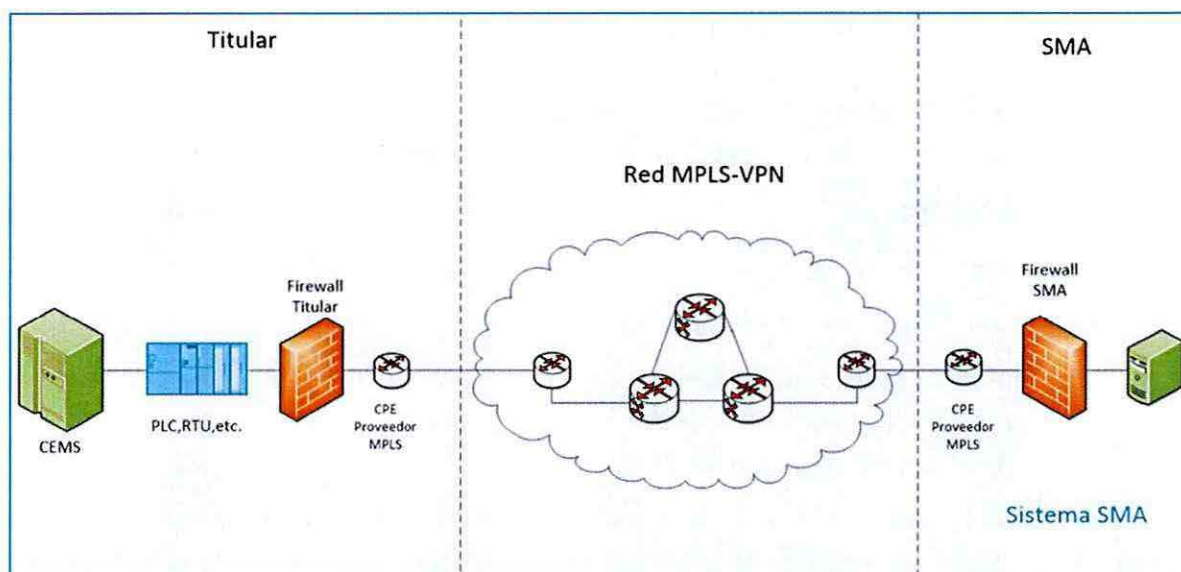 Titular
SMA
Red MPLS-VPN
Firewall
Titular
Firewall
SMA
CEMS
PLC,RTU,etc.
CPE
Proveedor
MPLS
CPE
Proveedor
MPLS
Sistema SMA